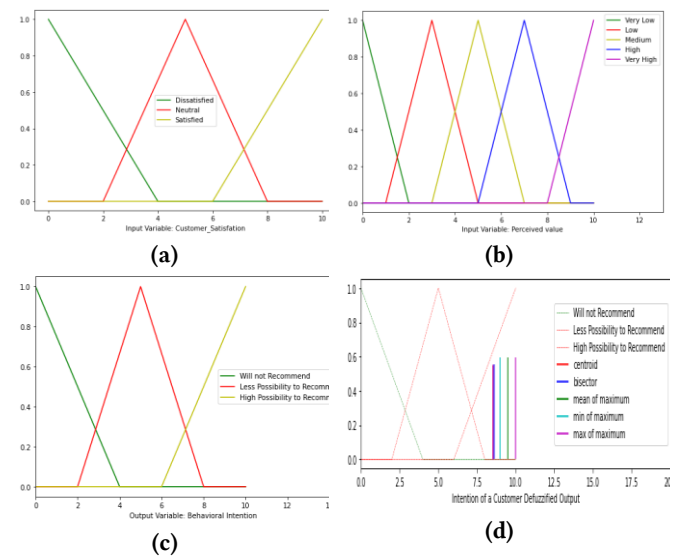 1.0
0.8
0.6
0.4
0.2
0.0
Dissatisfied
Neutral
Satisfied
0 2 4 6 8 10
Input Variable: Customer_Satisfation
(a)
1.0
0.8
0.6
0.4
0.2
0.0
Very Low
Low
Medium
High
Very High
0 2 4 6 8 10 12
Input Variable: Perceived value
(b)
1.0
0.8
0.6
0.4
0.2
0.0
Will not Recommend
Less Possibility to Recomm
High Possibility to Recomm
0 2 4 6 8 10 12 14
Output Variable: Behavioral Intention
(c)
1.0
0.8
0.6
0.4
0.2
0.0
Will not Recommend
Less Possibility to Recommend
High Possibility to Recommend
centroid
bisector
mean of maximum
min of maximum
max of maximum
0.0 2.5 5.0 7.5 10.0 12.5 15.0 17.5 20
Intention of a Customer Defuzzified Output
(d)